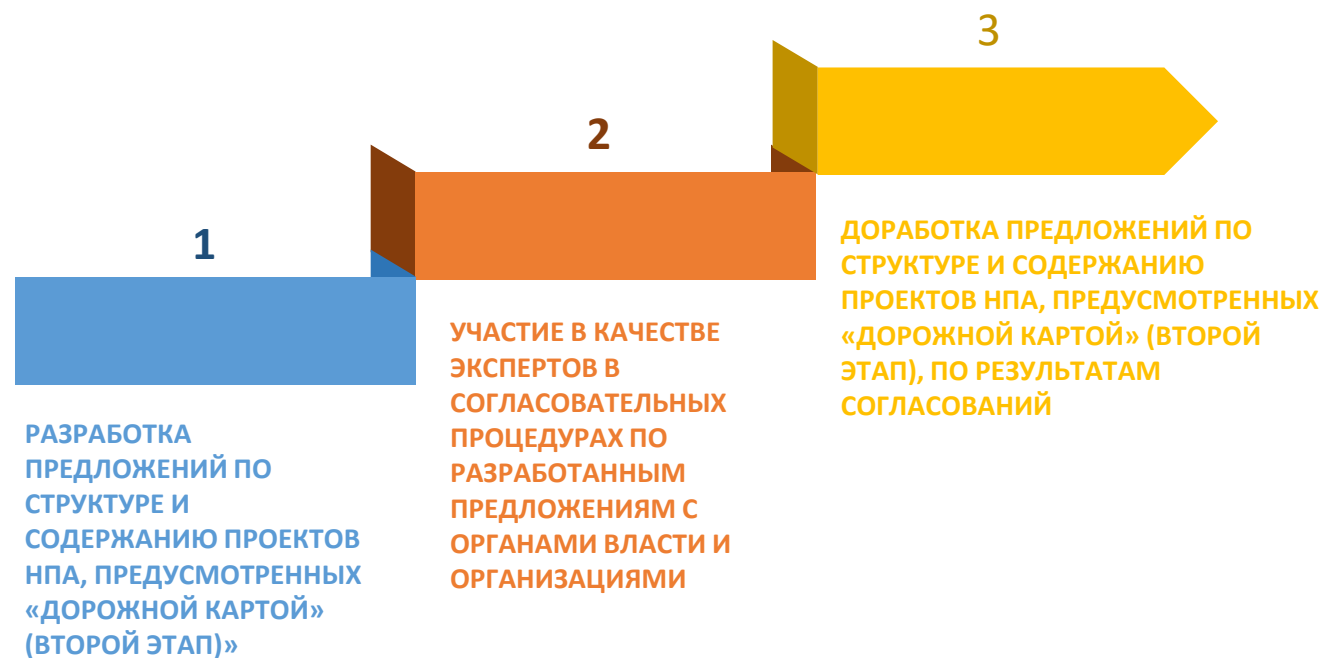 1
РАЗРАБОТКА
ПРЕДЛОЖЕНИЙ ПО
СТРУКТУРЕ И
СОДЕРЖАНИЮ ПРОЕКТОВ
НПА, ПРЕДУСМОТРЕННЫХ
«ДОРОЖНОЙ КАРТОЙ»
(ВТОРОЙ ЭТАП)»
2
УЧАСТИЕ В КАЧЕСТВЕ
ЭКСПЕРТОВ В
СОГЛАСОВАТЕЛЬНЫХ
ПРОЦЕДУРАХ ПО
РАЗРАБОТАННЫМ
ПРЕДЛОЖЕНИЯМ С
ОРГАНАМИ ВЛАСТИ И
ОРГАНИЗАЦИЯМИ
3
ДОРАБОТКА ПРЕДЛОЖЕНИЙ ПО
СТРУКТУРЕ И СОДЕРЖАНИЮ
ПРОЕКТОВ НПА, ПРЕДУСМОТРЕННЫХ
«ДОРОЖНОЙ КАРТОЙ» (ВТОРОЙ
ЭТАП), ПО РЕЗУЛЬТАТАМ
СОГЛАСОВАНИЙ